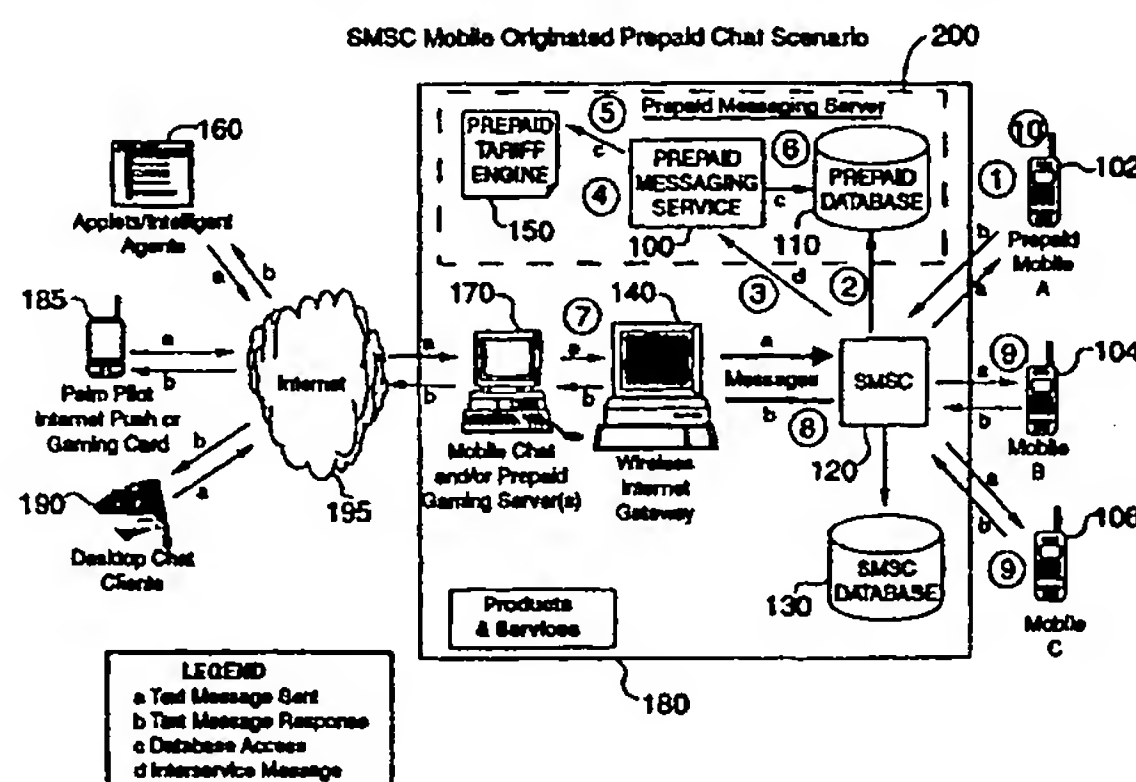 SMSC Mobile Originated Prepaid Chat Scenario
200
160
Applets/Intelligent
Agents
a
b
185
a
b
Palm Pilot
Internet Push or
Gaming Card
b
a
190
Desktop Chat
Clients
Internet
195
a
b
5
Prepaid Messaging Server
PREPAID
TARIFF
ENGINE
150
c
4
PREPAID
MESSAGING
SERVICE
100
6
c
PREPAID
DATABASE
110
3
d
2
170
7
140
a
b
Mobile Chat
and/or Prepaid
Gaming Server(s)
Wireless
Internet
Gateway
a
Messages
b
8
SMSC
120
SMSC
DATABASE
130
Products
& Services
180
10
1
102
b
a
Prepaid
Mobile
A
9
104
a
b
Mobile
B
a
b
106
9
Mobile
C
LEGEND
a Text Message Sent
b Text Message Response
c Database Access
d Interservice Message